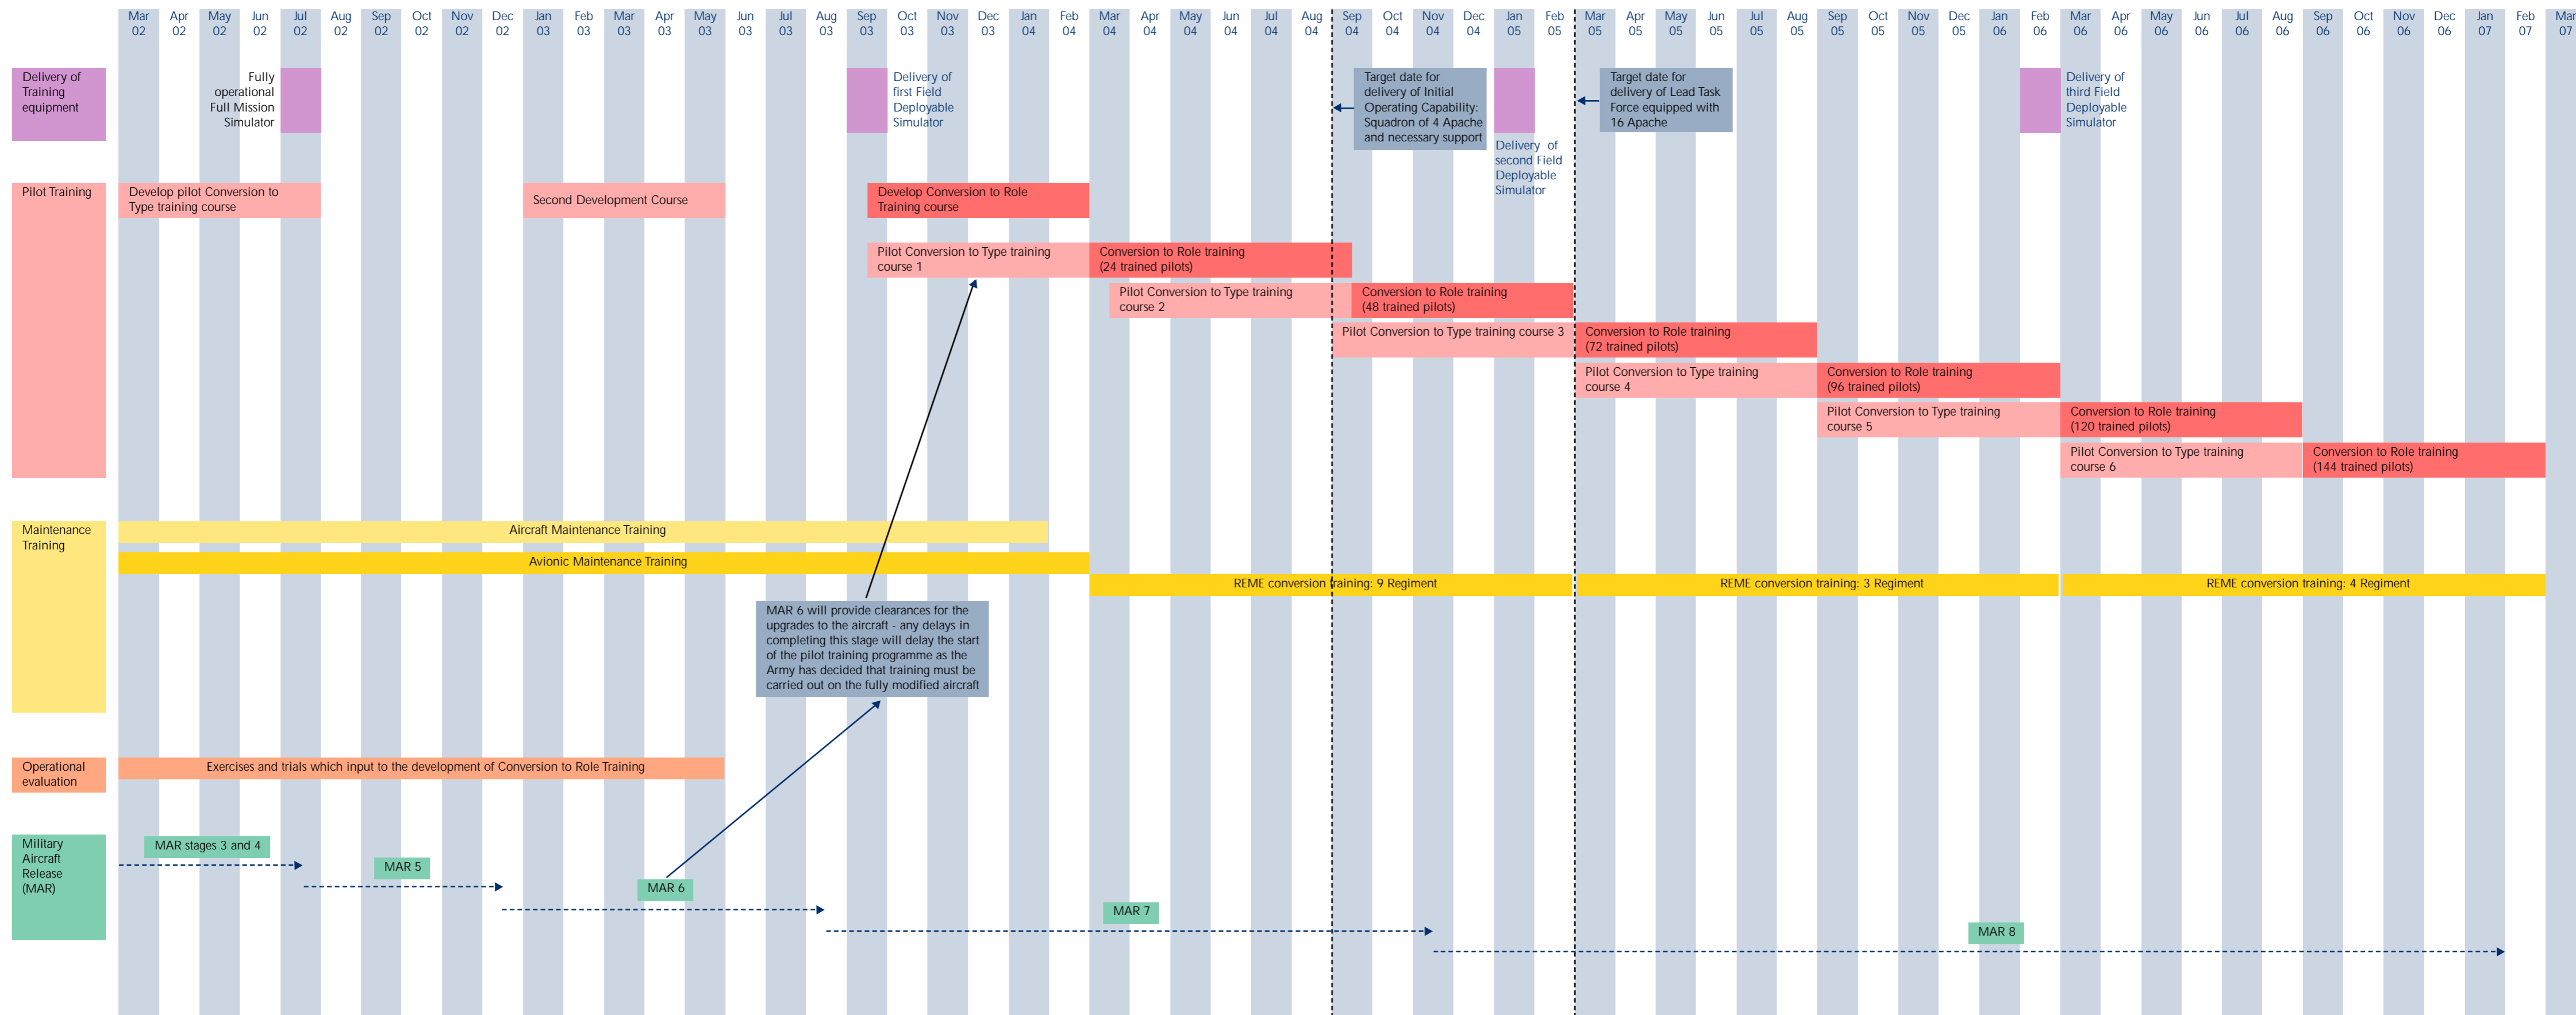 Mar Apr May Jun Jul Aug Sep Oct Nov Dec Jan Feb Mar Apr May Jun Jul Aug Sep Oct Nov Dec Jan Feb Mar Apr May Jun Jul Aug Sep Oct Nov Dec Jan Feb Mar Apr May Jun Jul Aug Sep Oct Nov Dec Jan Feb Mar Apr May Jun Jul Aug Sep Oct Nov Dec Jan Feb Mar
02 02 02 02 02 02 02 02 02 02 03 03 03 03 03 03 03 03 03 03 03 03 04 04 04 04 04 04 04 04 04 04 04 04 05 05 05 05 05 05 05 05 05 05 05 05 06 06 06 06 06 06 06 06 06 06 06 06 07 07 07
Delivery of
Training
equipment
Fully
operational
Full Mission
Simulator
Delivery of
first Field
Deployable
Simulator
Target date for
delivery of Initial
Operating Capability:
Squadron of 4 Apache
and necessary support
Delivery of
second Field
Deployable
Simulator
Target date for
delivery of Lead Task
Force equipped with
16 Apache
Delivery of
third Field
Deployable
Simulator
Pilot Training
Develop pilot Conversion to
Type training course
Second Development Course
Develop Conversion to Role
Training course
Pilot Conversion to Type training
course 1
Conversion to Role training
(24 trained pilots)
Pilot Conversion to Type training
course 2
Conversion to Role training
(48 trained pilots)
Pilot Conversion to Type training course 3
Conversion to Role training
(72 trained pilots)
Pilot Conversion to Type training
course 4
Conversion to Role training
(96 trained pilots)
Pilot Conversion to Type training
course 5
Conversion to Role training
(120 trained pilots)
Pilot Conversion to Type training
course 6
Conversion to Role training
(144 trained pilots)
Maintenance
Training
Aircraft Maintenance Training
Avionic Maintenance Training
REME conversion training: 9 Regiment
REME conversion training: 3 Regiment
REME conversion training: 4 Regiment
MAR 6 will provide clearances for the
upgrades to the aircraft - any delays in
completing this stage will delay the start
of the pilot training programme as the
Army has decided that training must be
carried out on the fully modified aircraft
Operational
evaluation
Exercises and trials which input to the development of Conversion to Role Training
Military
Aircraft
Release
(MAR)
MAR stages 3 and 4
MAR 5
MAR 6
MAR 7
MAR 8